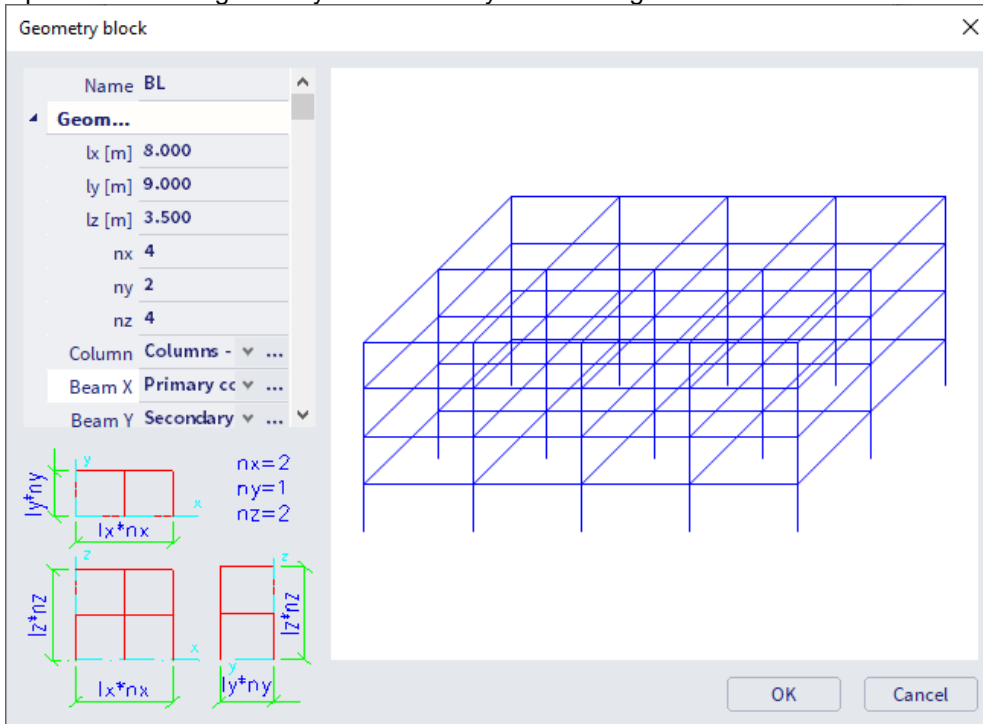 Geometry block
Name BL
Geom...
lx [m] 8.000
ly [m] 9.000
lz [m] 3.500
nx 4
ny 2
nz 4
Column Columns - ...
Beam X Primary cc ...
Beam Y Secondary ...
y
x
ly*ny
lx*nx
nx=2
ny=1
nz=2
z
x
lz*nz
lx*nx
z
y
lz*nz
ly*ny
OK Cancel